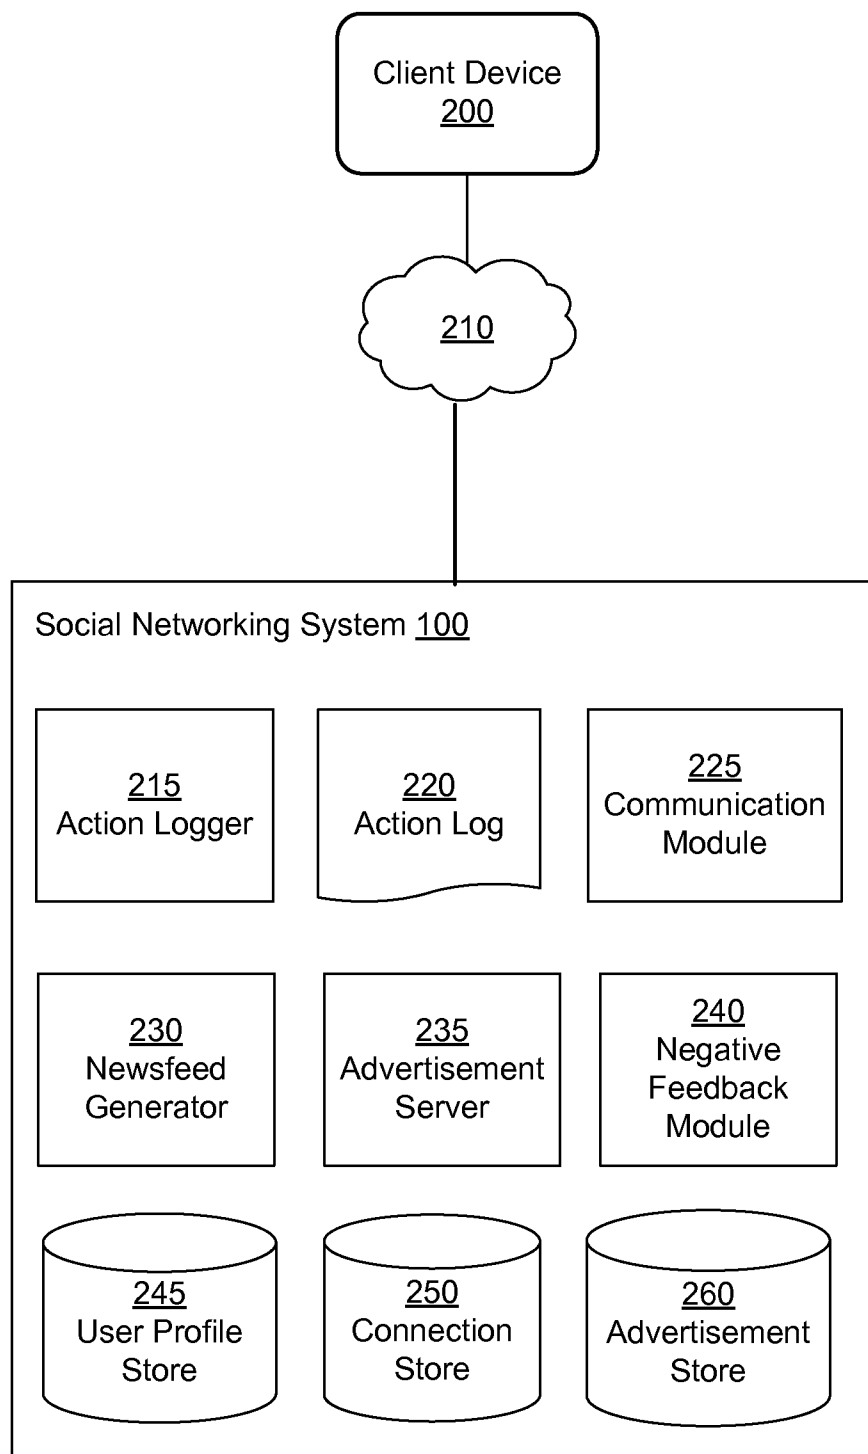 Client Device
200
210
Social Networking System 100
215
Action Logger
220
Action Log
225
Communication
Module
230
Newsfeed
Generator
235
Advertisement
Server
240
Negative
Feedback
Module
245
User Profile
Store
250
Connection
Store
260
Advertisement
Store